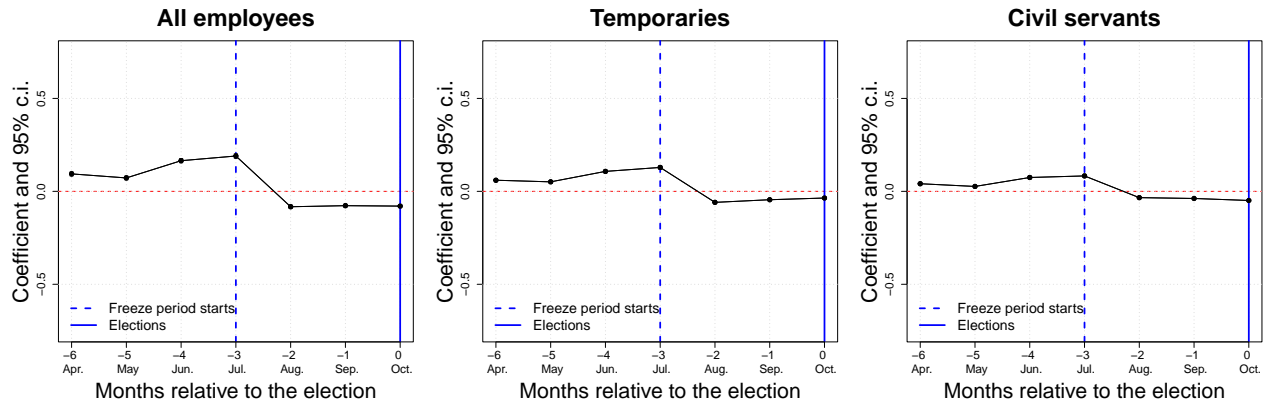 All employees
Coefficient and 95% c.i.
0.5
0.0
−0.5
Freeze period starts
Elections
−6 −5 −4 −3 −2 −1 0
Apr. May Jun. Jul. Aug. Sep. Oct.
Months relative to the election
Temporaries
Coefficient and 95% c.i.
0.5
0.0
−0.5
Freeze period starts
Elections
−6 −5 −4 −3 −2 −1 0
Apr. May Jun. Jul. Aug. Sep. Oct.
Months relative to the election
Civil servants
Coefficient and 95% c.i.
0.5
0.0
−0.5
Freeze period starts
Elections
−6 −5 −4 −3 −2 −1 0
Apr. May Jun. Jul. Aug. Sep. Oct.
Months relative to the election